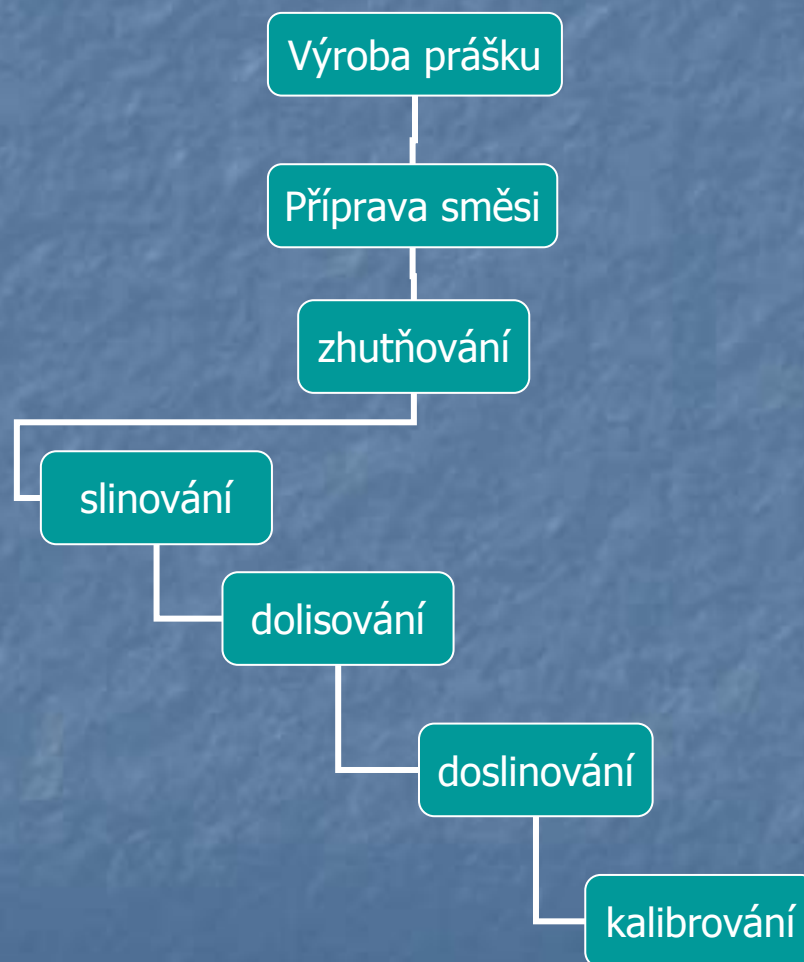 Výroba prášku
Příprava směsi
zhutňování
slinování
dolisování
doslinování
kalibrování